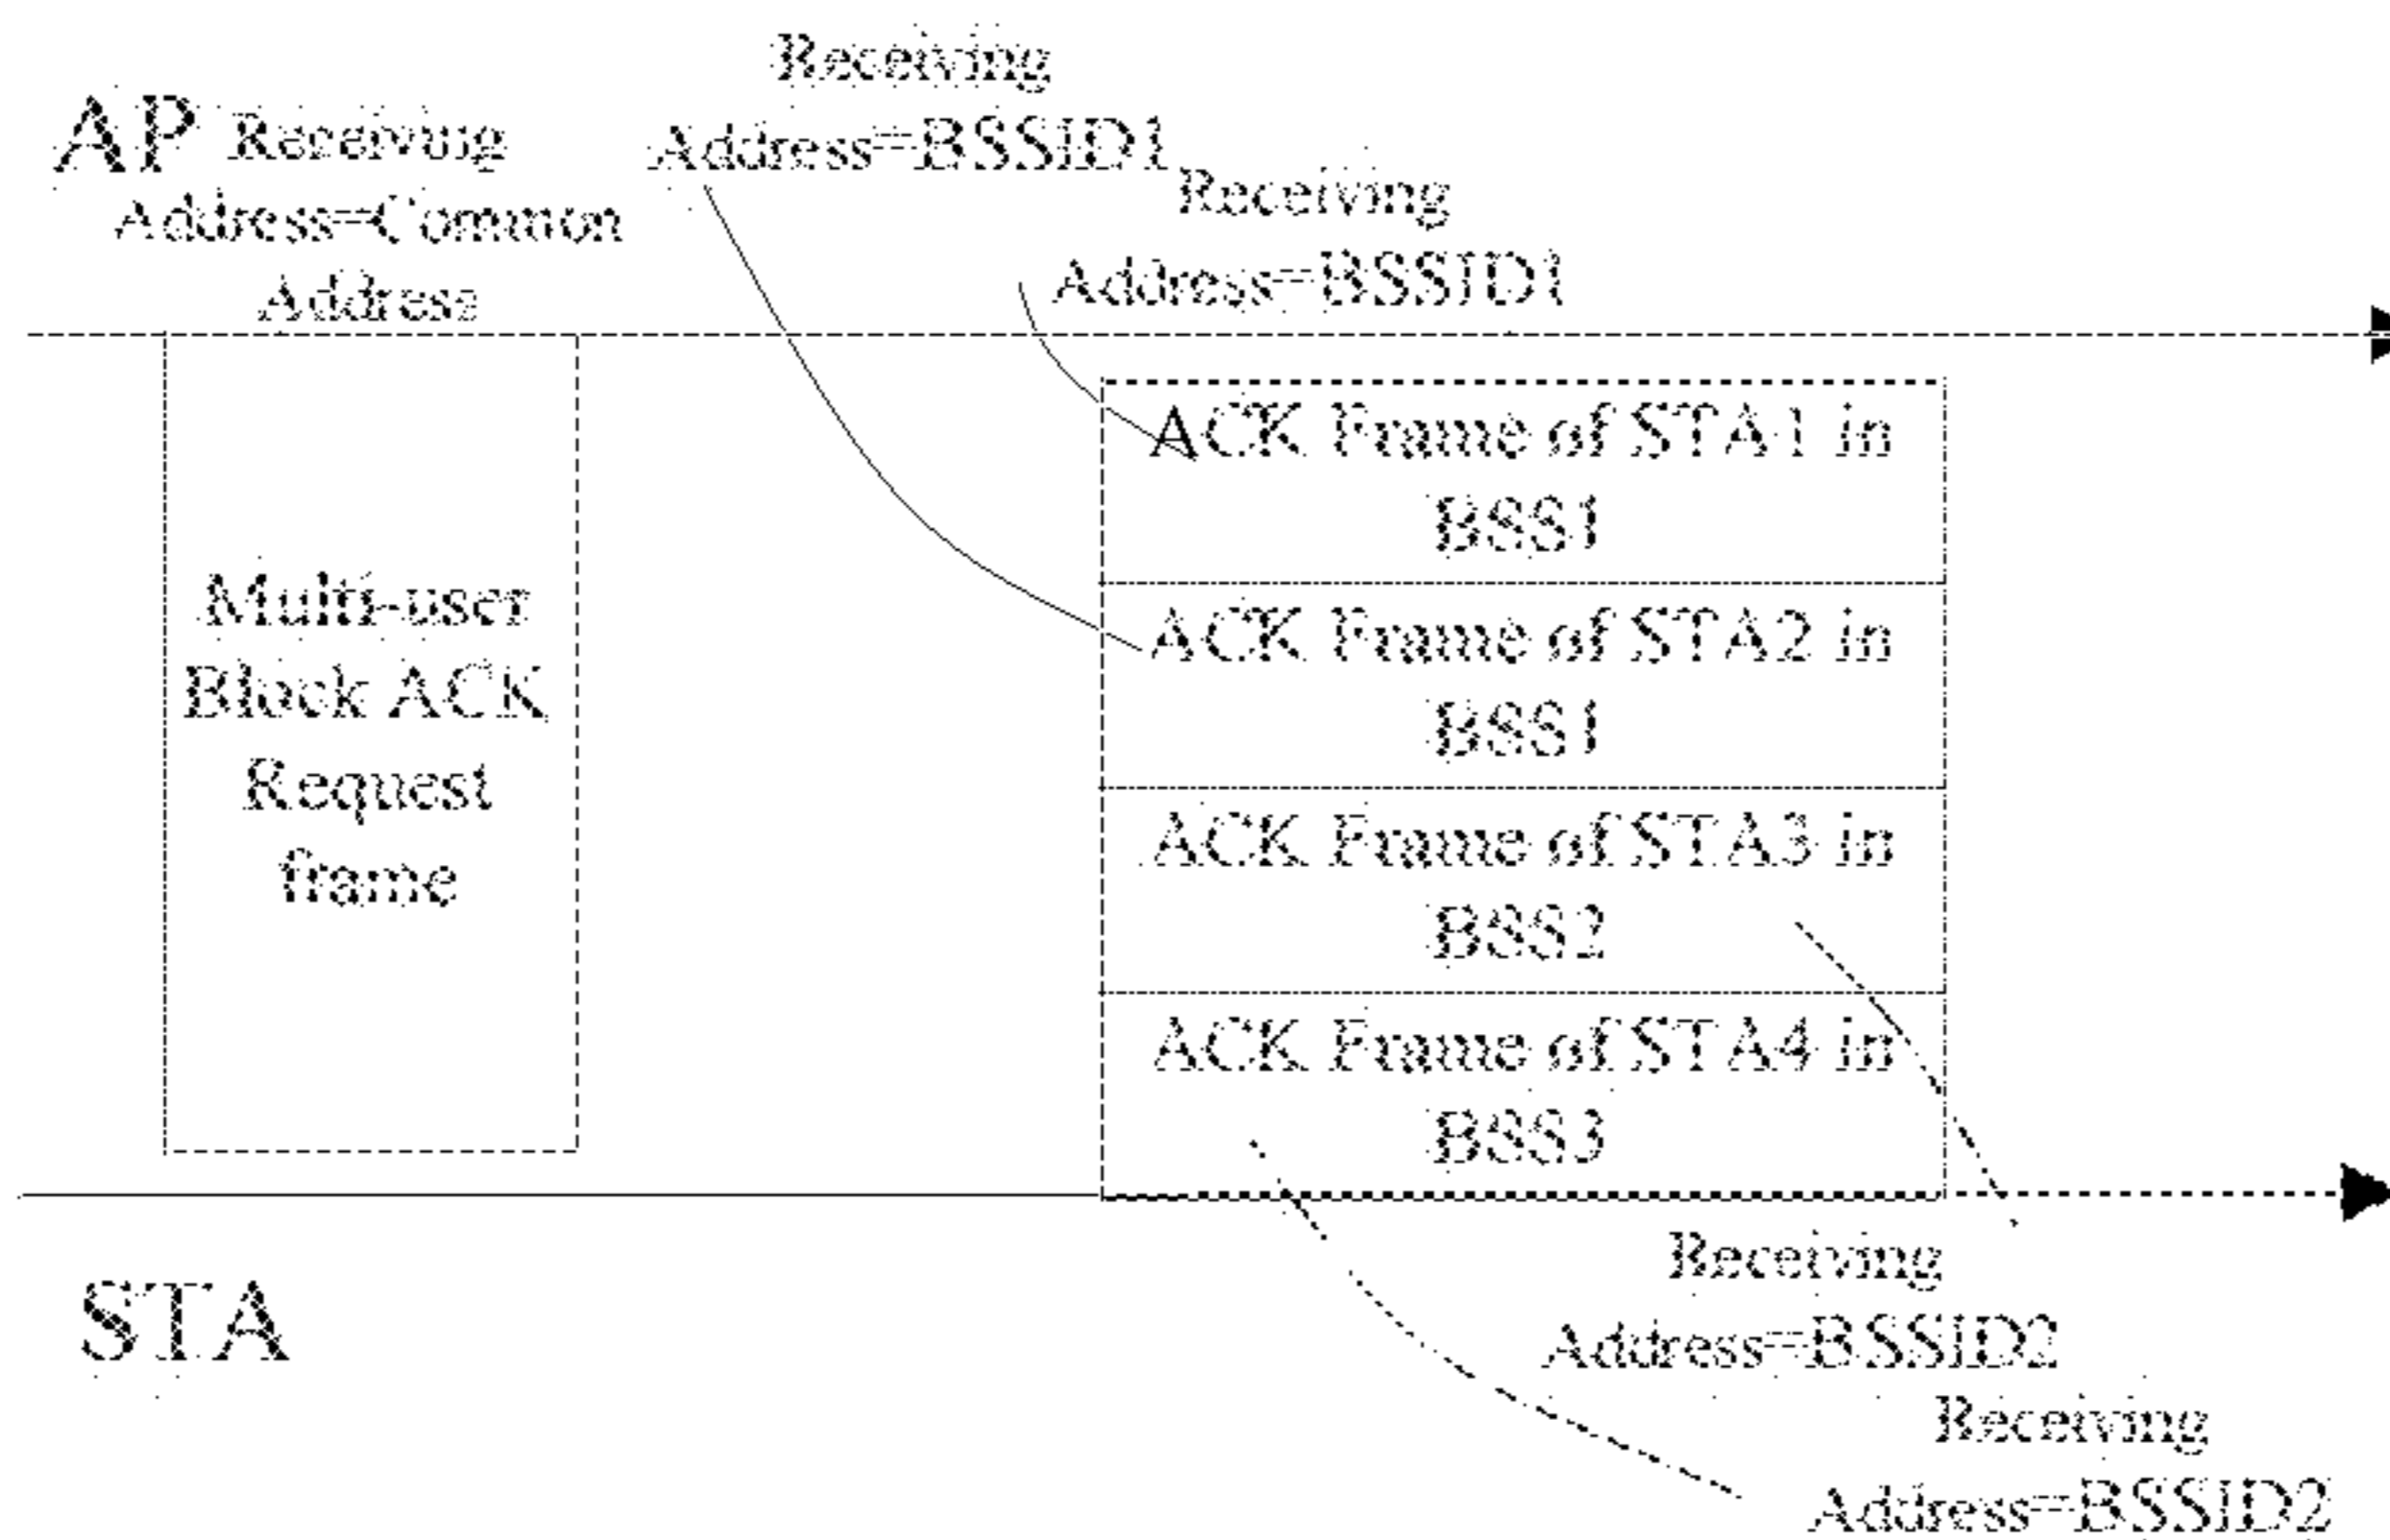 AP
Receiving
Address=Common
Address
Receiving
Address=BSSID1
Receiving
Address=BSSID1
Multi-user
Block ACK
Request
frame
ACK Frame of STA1 in
BSS1
ACK Frame of STA2 in
BSS1
ACK Frame of STA3 in
BSS2
ACK Frame of STA4 in
BSS3
STA
Receiving
Address=BSSID2
Receiving
Address=BSSID2